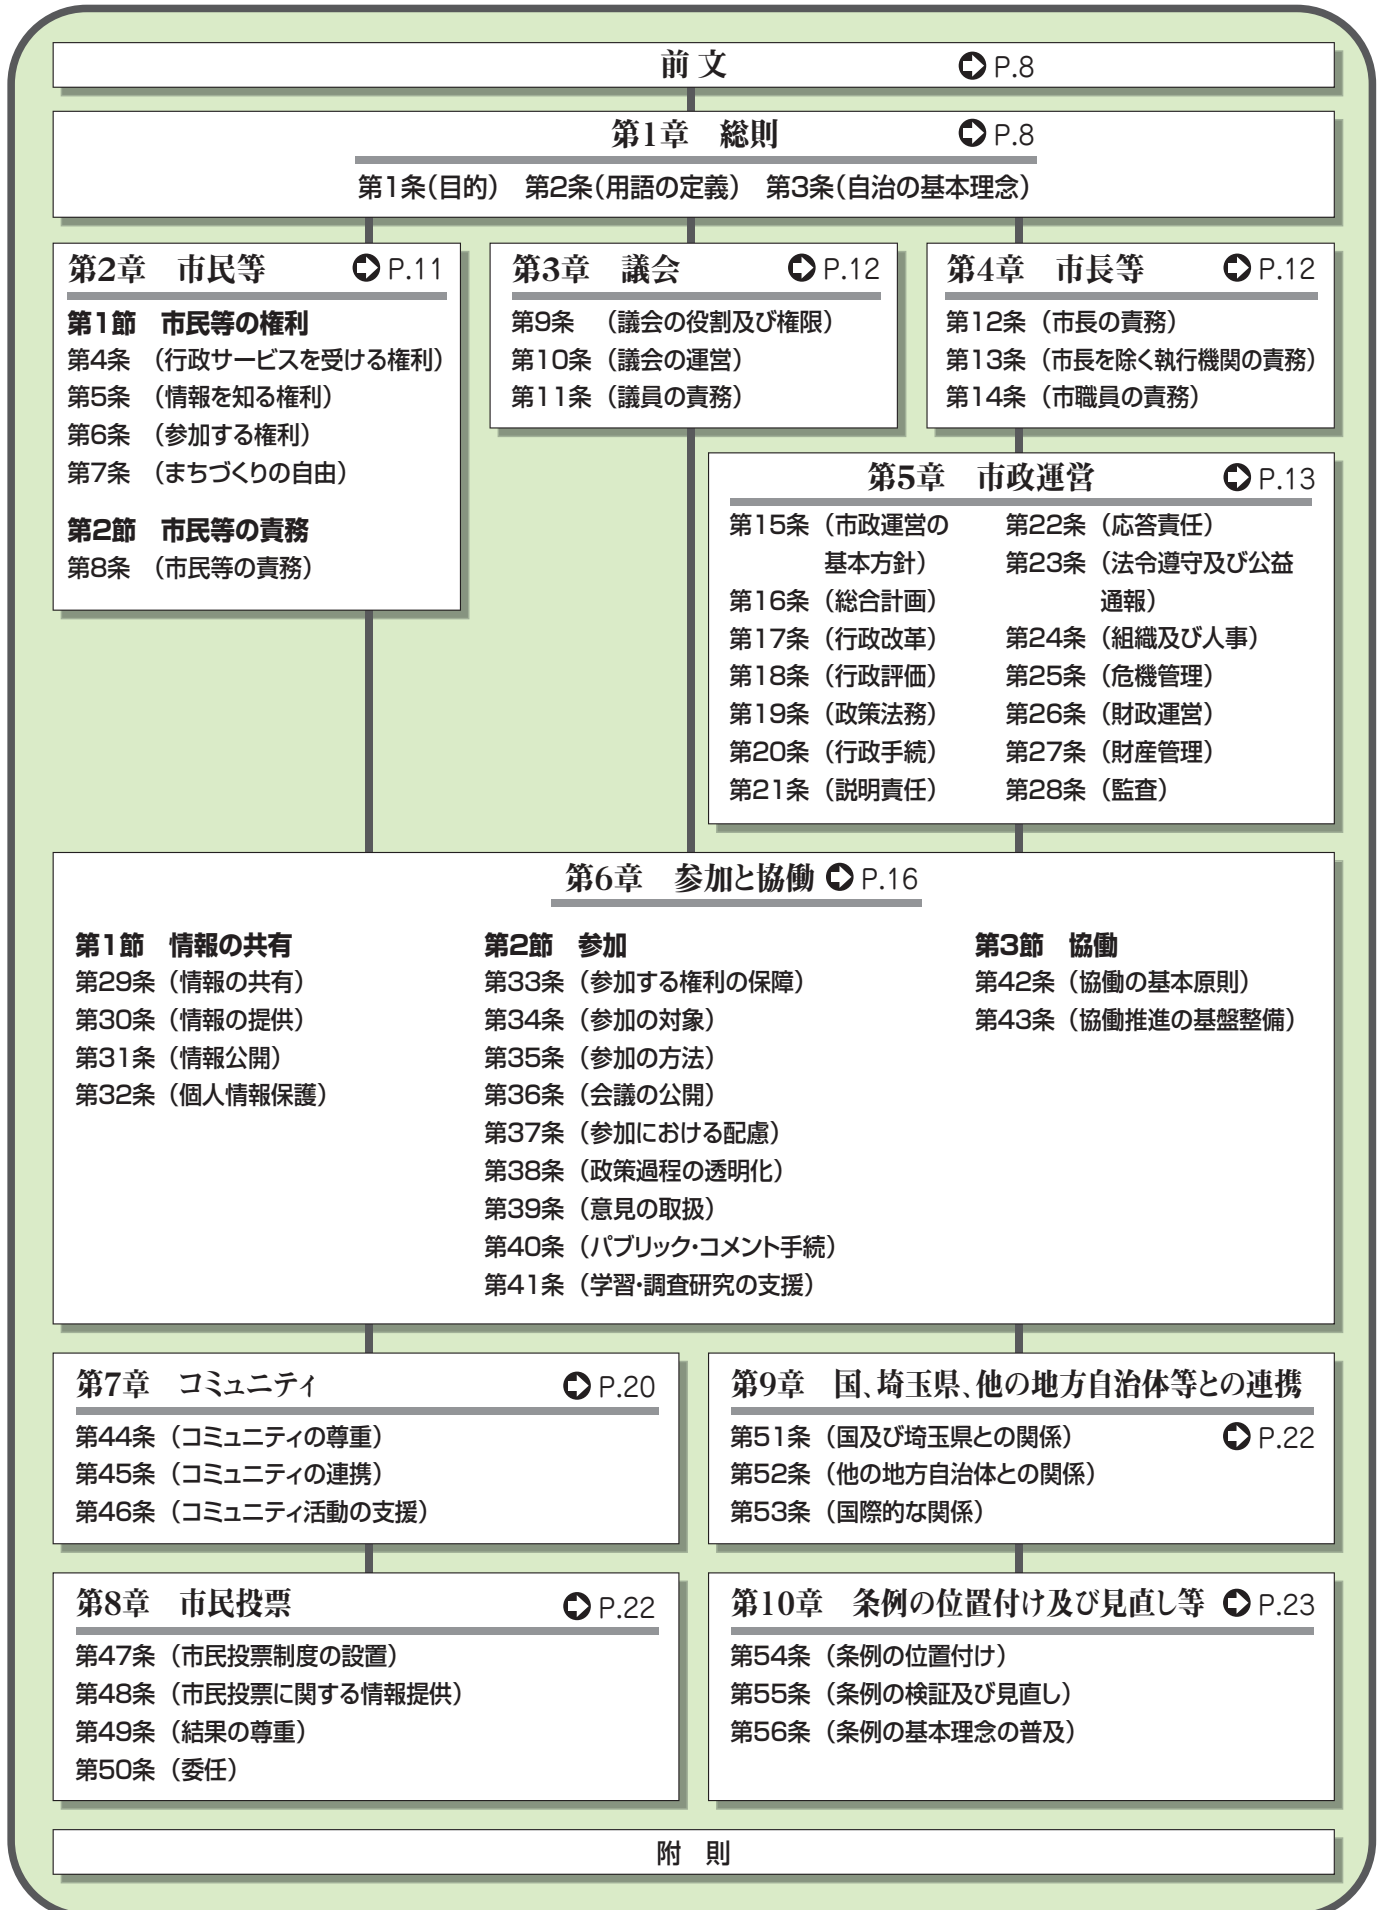 前文 P.8
第1章 総則 P.8
第1条(目的) 第2条(用語の定義) 第3条(自治の基本理念)
第2章 市民等 P.11
第1節 市民等の権利
第4条 (行政サービスを受ける権利)
第5条 (情報を知る権利)
第6条 (参加する権利)
第7条 (まちづくりの自由)
第2節 市民等の責務
第8条 (市民等の責務)
第3章 議会 P.12
第9条 (議会の役割及び権限)
第10条 (議会の運営)
第11条 (議員の責務)
第4章 市長等 P.12
第12条 (市長の責務)
第13条 (市長を除く執行機関の責務)
第14条 (市職員の責務)
第5章 市政運営 P.13
第15条 (市政運営の
基本方針)
第16条 (総合計画)
第17条 (行政改革)
第18条 (行政評価)
第19条 (政策法務)
第20条 (行政手続)
第21条 (説明責任)
第22条 (応答責任)
第23条 (法令遵守及び公益
通報)
第24条 (組織及び人事)
第25条 (危機管理)
第26条 (財政運営)
第27条 (財産管理)
第28条 (監査)
第6章 参加と協働 P.16
第1節 情報の共有
第29条 (情報の共有)
第30条 (情報の提供)
第31条 (情報公開)
第32条 (個人情報保護)
第2節 参加
第33条 (参加する権利の保障)
第34条 (参加の対象)
第35条 (参加の方法)
第36条 (会議の公開)
第37条 (参加における配慮)
第38条 (政策過程の透明化)
第39条 (意見の取扱)
第40条 (パブリック・コメント手続)
第41条 (学習・調査研究の支援)
第3節 協働
第42条 (協働の基本原則)
第43条 (協働推進の基盤整備)
第7章 コミュニティ P.20
第44条 (コミュニティの尊重)
第45条 (コミュニティの連携)
第46条 (コミュニティ活動の支援)
第9章 国、埼玉県、他の地方自治体等との連携
第51条 (国及び埼玉県との関係) P.22
第52条 (他の地方自治体との関係)
第53条 (国際的な関係)
第8章 市民投票 P.22
第47条 (市民投票制度の設置)
第48条 (市民投票に関する情報提供)
第49条 (結果の尊重)
第50条 (委任)
第10章 条例の位置付け及び見直し等 P.23
第54条 (条例の位置付け)
第55条 (条例の検証及び見直し)
第56条 (条例の基本理念の普及)
附 則